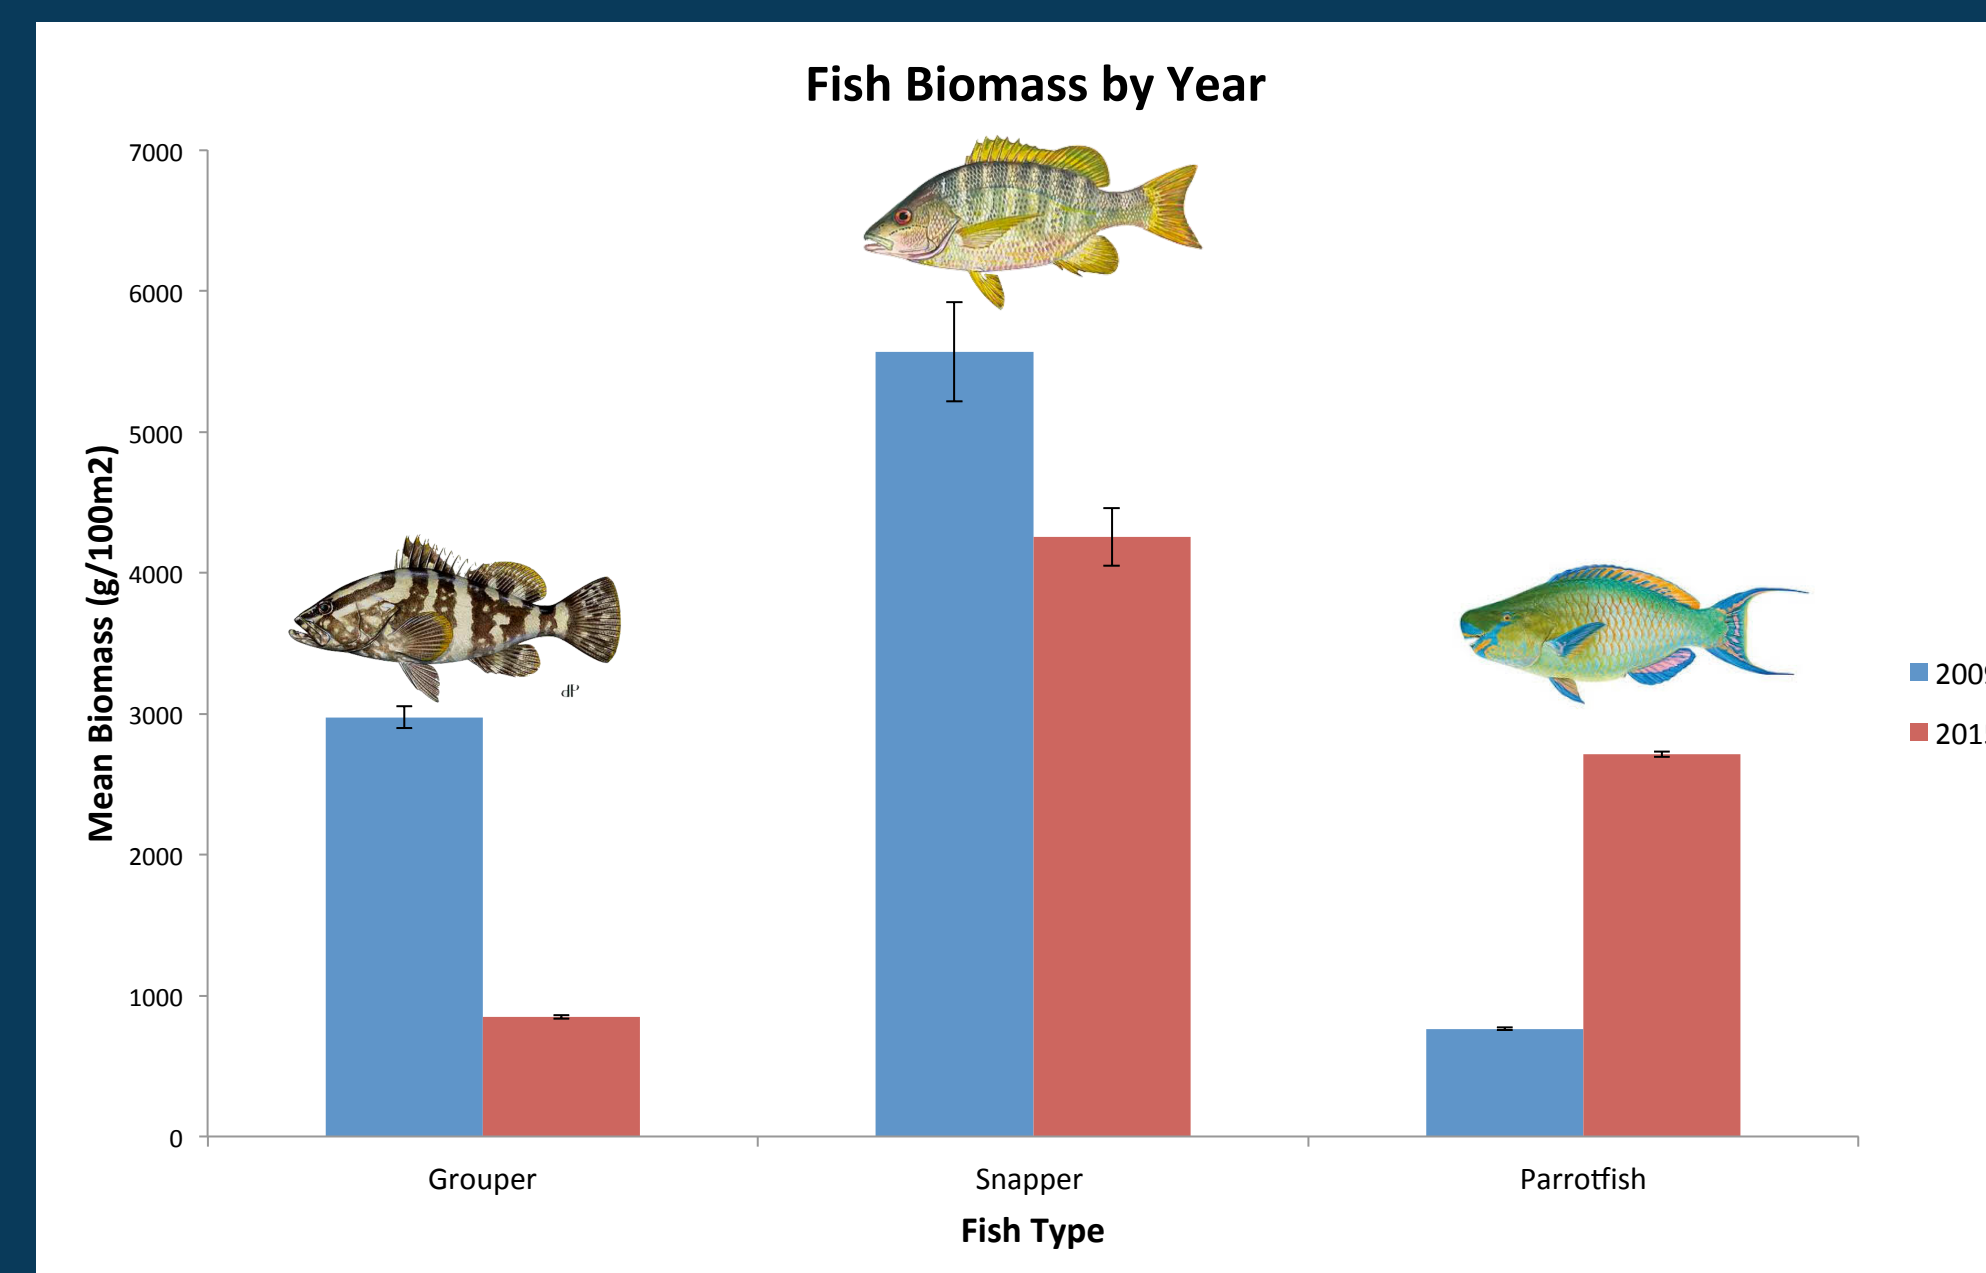 Fish Biomass by Year
7000
6000
5000
4000
3000
2000
1000
0
Mean Biomass (g/100m2)
Grouper
Snapper
Parrotfish
Fish Type